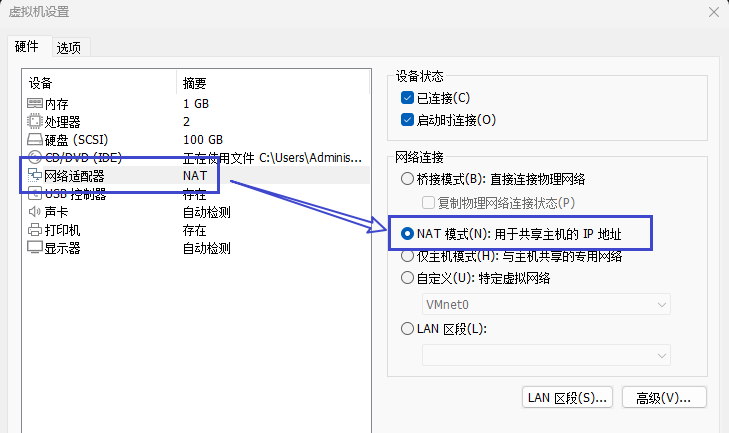 虚拟机设置
硬件 选项
设备 摘要
内存 1 GB
处理器 2
硬盘 (SCSI) 100 GB
CD/DVD (IDE) 正在使用文件 C:\Users\Adminis...
网络适配器 NAT
USB 控制器 存在
声卡 自动检测
打印机 存在
显示器 自动检测
设备状态
已连接(C)
启动时连接(O)
网络连接
桥接模式(B): 直接连接物理网络
复制物理网络连接状态(P)
NAT 模式(N): 用于共享主机的 IP 地址
仅主机模式(H): 与主机共享的专用网络
自定义(U): 特定虚拟网络
VMnet0
LAN 区段(L):
LAN 区段(S)... 高级(V)...